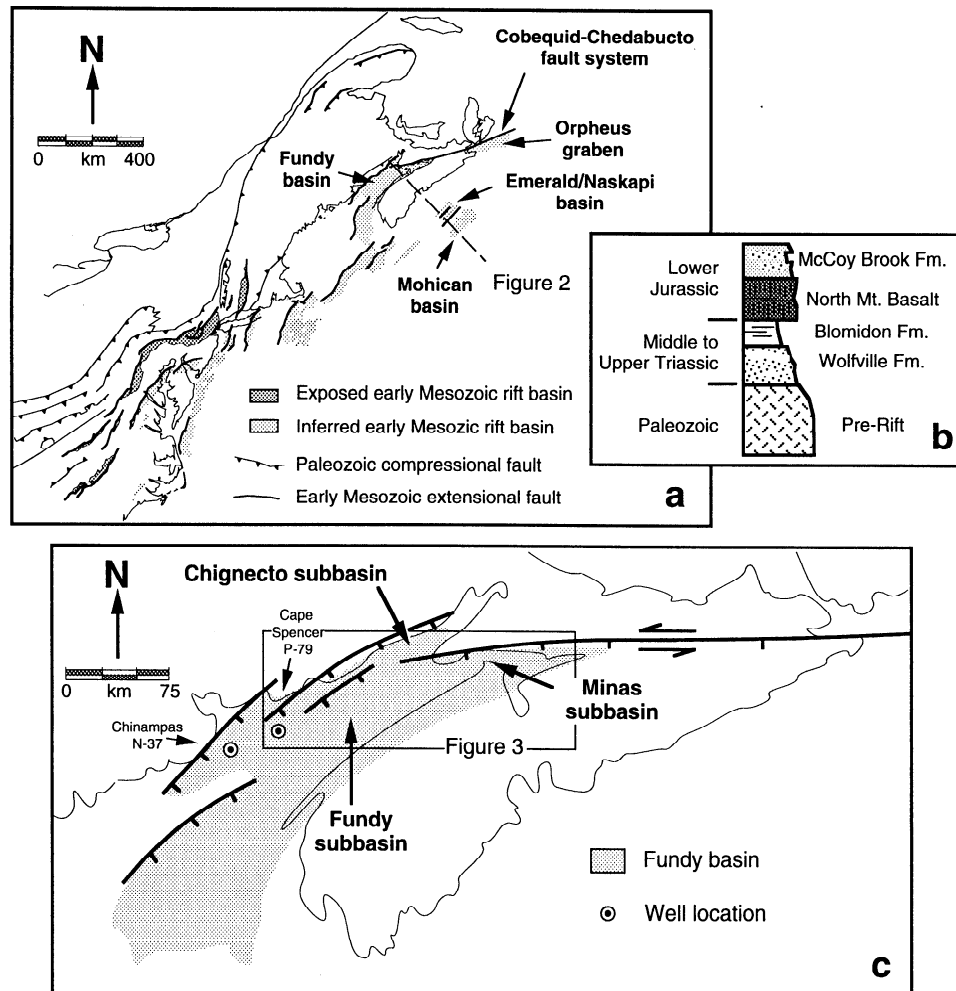 N
0 km 400
Cobequid-Chedabucto
fault system
Orpheus
graben
Fundy
basin
Emerald/Naskapi
basin
Mohican
basin
Figure 2
Exposed early Mesozoic rift basin
Inferred early Mesozic rift basin
Paleozoic compressional fault
Early Mesozoic extensional fault
a
Lower
Jurassic
McCoy Brook Fm.
North Mt. Basalt
Middle to
Upper Triassic
Blomidon Fm.
Wolfville Fm.
Paleozoic
Pre-Rift
b
N
0 km 75
Chignecto subbasin
Cape
Spencer
P-79
Chinampas
N-37
Minas
subbasin
Figure 3
Fundy
subbasin
Fundy basin
Well location
c